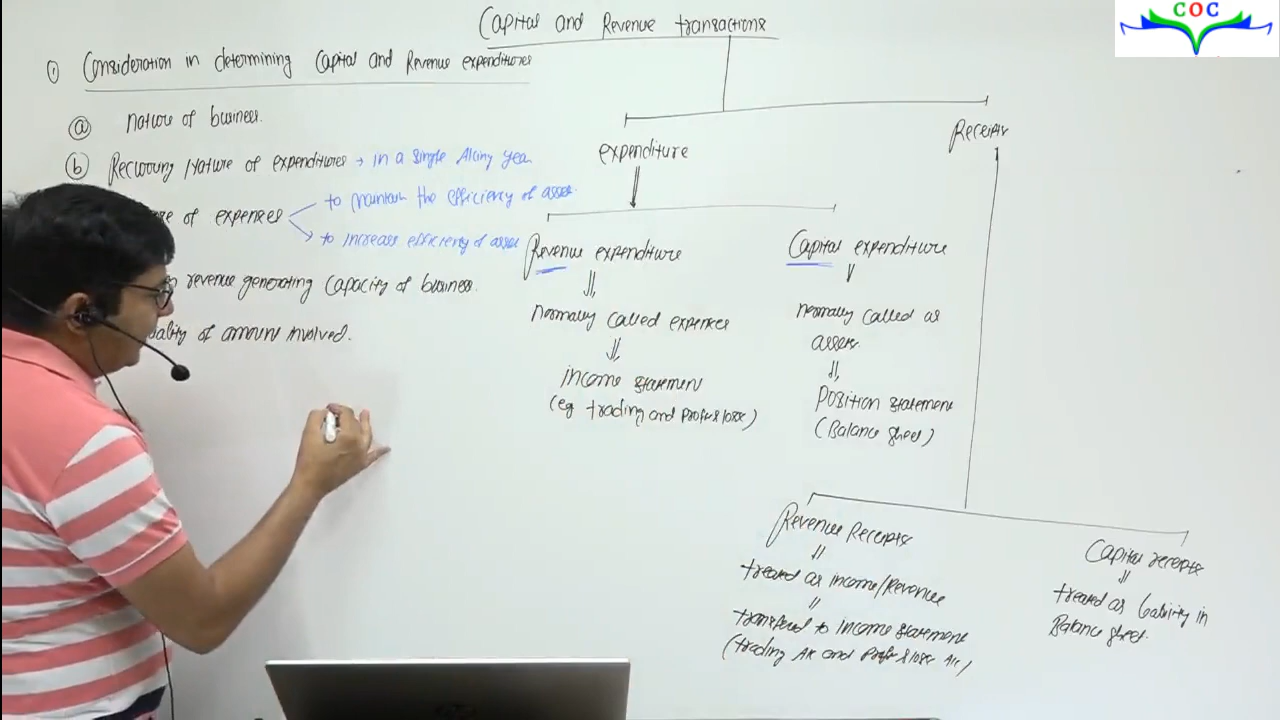 COC
Capital and Revenue transactions
① Consideration in determining Capital and Revenue expenditures
ⓐ nature of business.
ⓑ Recurring Nature of expenditures → in a single A/cing year
of expenses
to maintain the efficiency of asset.
to increase efficiency of asset
revenue generating capacity of business.
of amount involved.
expenditure
Receipts
Revenue expenditure
normally called expenses
income statement
(eg trading and profit & loss)
Capital expenditure
normally called as
assets
position statement
(Balance sheet)
Revenue Receipts
treated as income/Revenue
transferred to income statement
(trading A/c and profit & loss A/c)
Capital receipts
treated as liability in
Balance sheet.